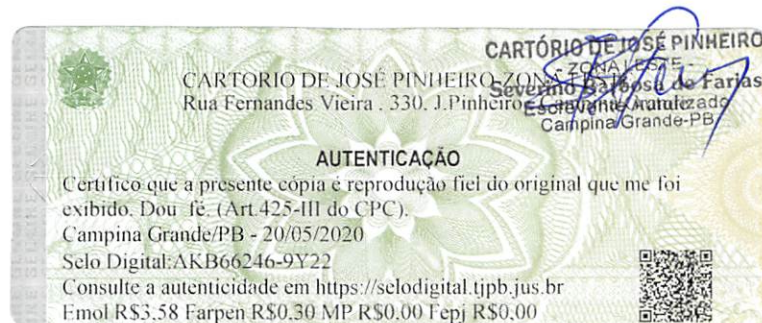 CARTÓRIO DE JOSÉ PINHEIRO
- ZONA LESTE
CARTORIO DE JOSÉ PINHEIRO-ZONA
Severino Barbosa de Farias
Rua Fernandes Vieira . 330. J.Pinheiro-
Escrevente Autorizado
Campina Grande-PB
AUTENTICAÇÃO
Certifico que a presente cópia é reprodução fiel do original que me foi
exibido. Dou fé. (Art.425-III do CPC).
Campina Grande/PB - 20/05/2020
Selo Digital:AKB66246-9Y22
Consulte a autenticidade em https://selodigital.tjpb.jus.br
Emol R$3,58 Farpen R$0,30 MP R$0,00 Fepj R$0,00